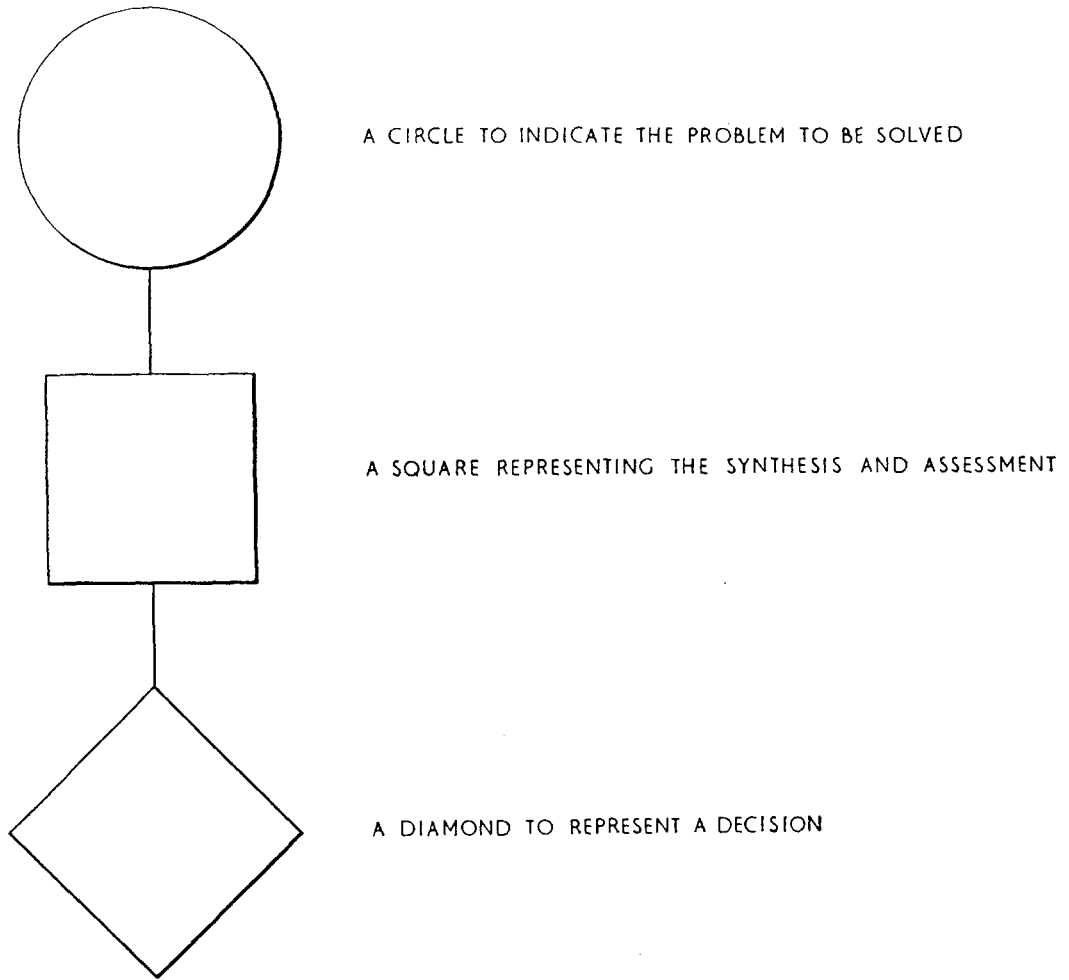 A CIRCLE TO INDICATE THE PROBLEM TO BE SOLVED
A SQUARE REPRESENTING THE SYNTHESIS AND ASSESSMENT
A DIAMOND TO REPRESENT A DECISION